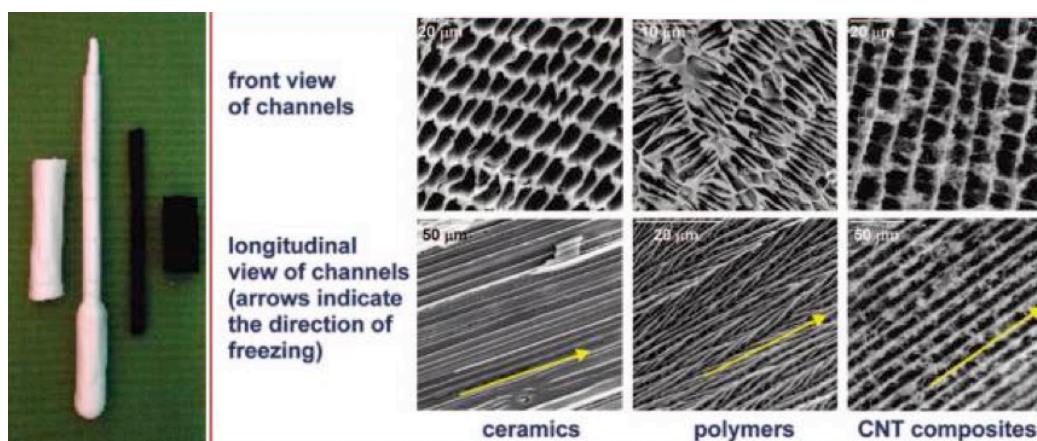 front view
of channels
longitudinal
view of channels
(arrows indicate
the direction of
freezing)
20 µm
10 µm
20 µm
50 µm
20 µm
50 µm
ceramics
polymers
CNT composites